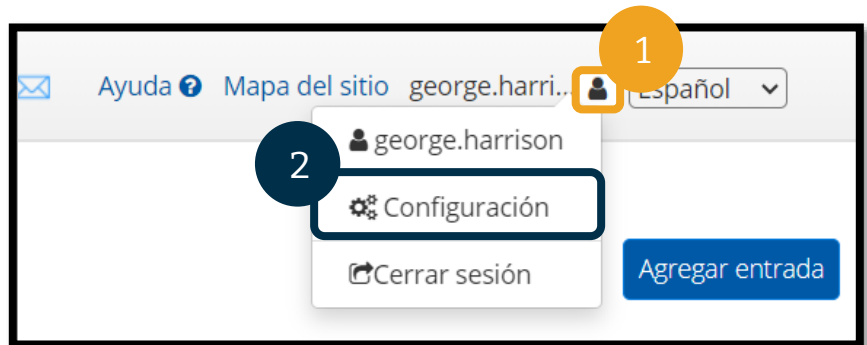 1
Ayuda Mapa del sitio george.harri... Español
george.harrison
2
Configuración
Cerrar sesión
Agregar entrada